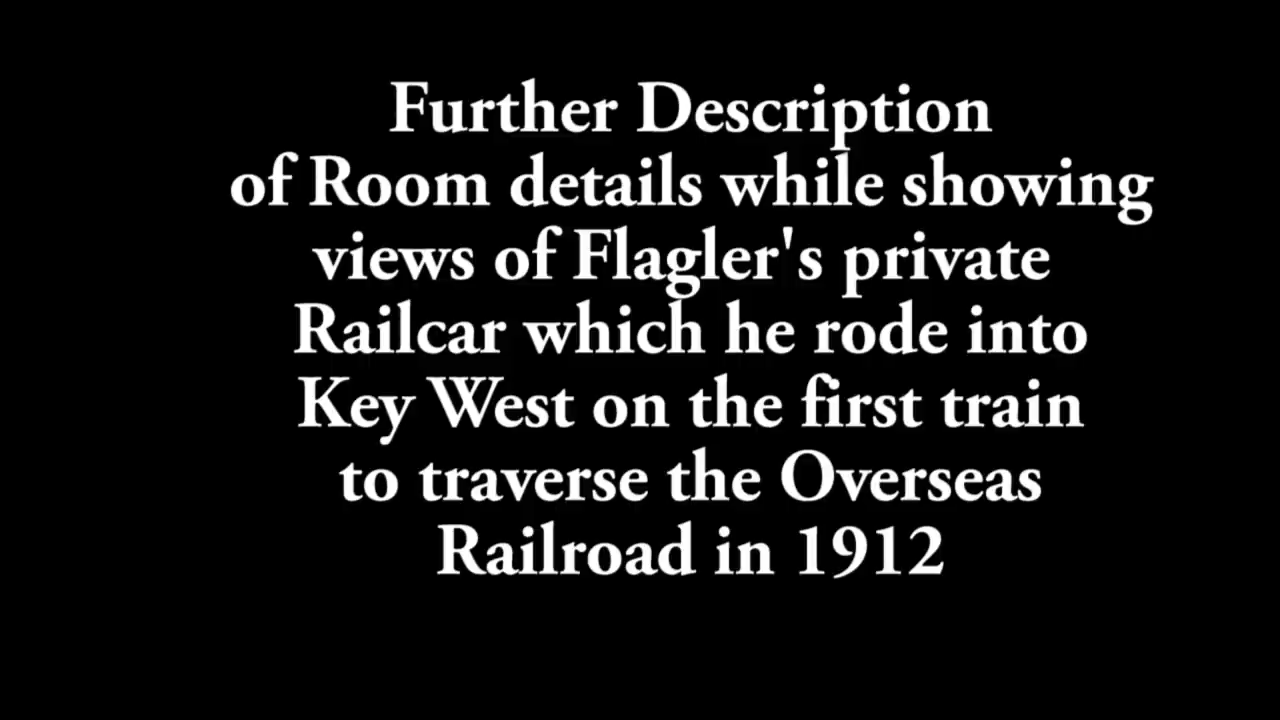 Further Description
of Room details while showing
views of Flagler's private
Railcar which he rode into
Key West on the first train
to traverse the Overseas
Railroad in 1912